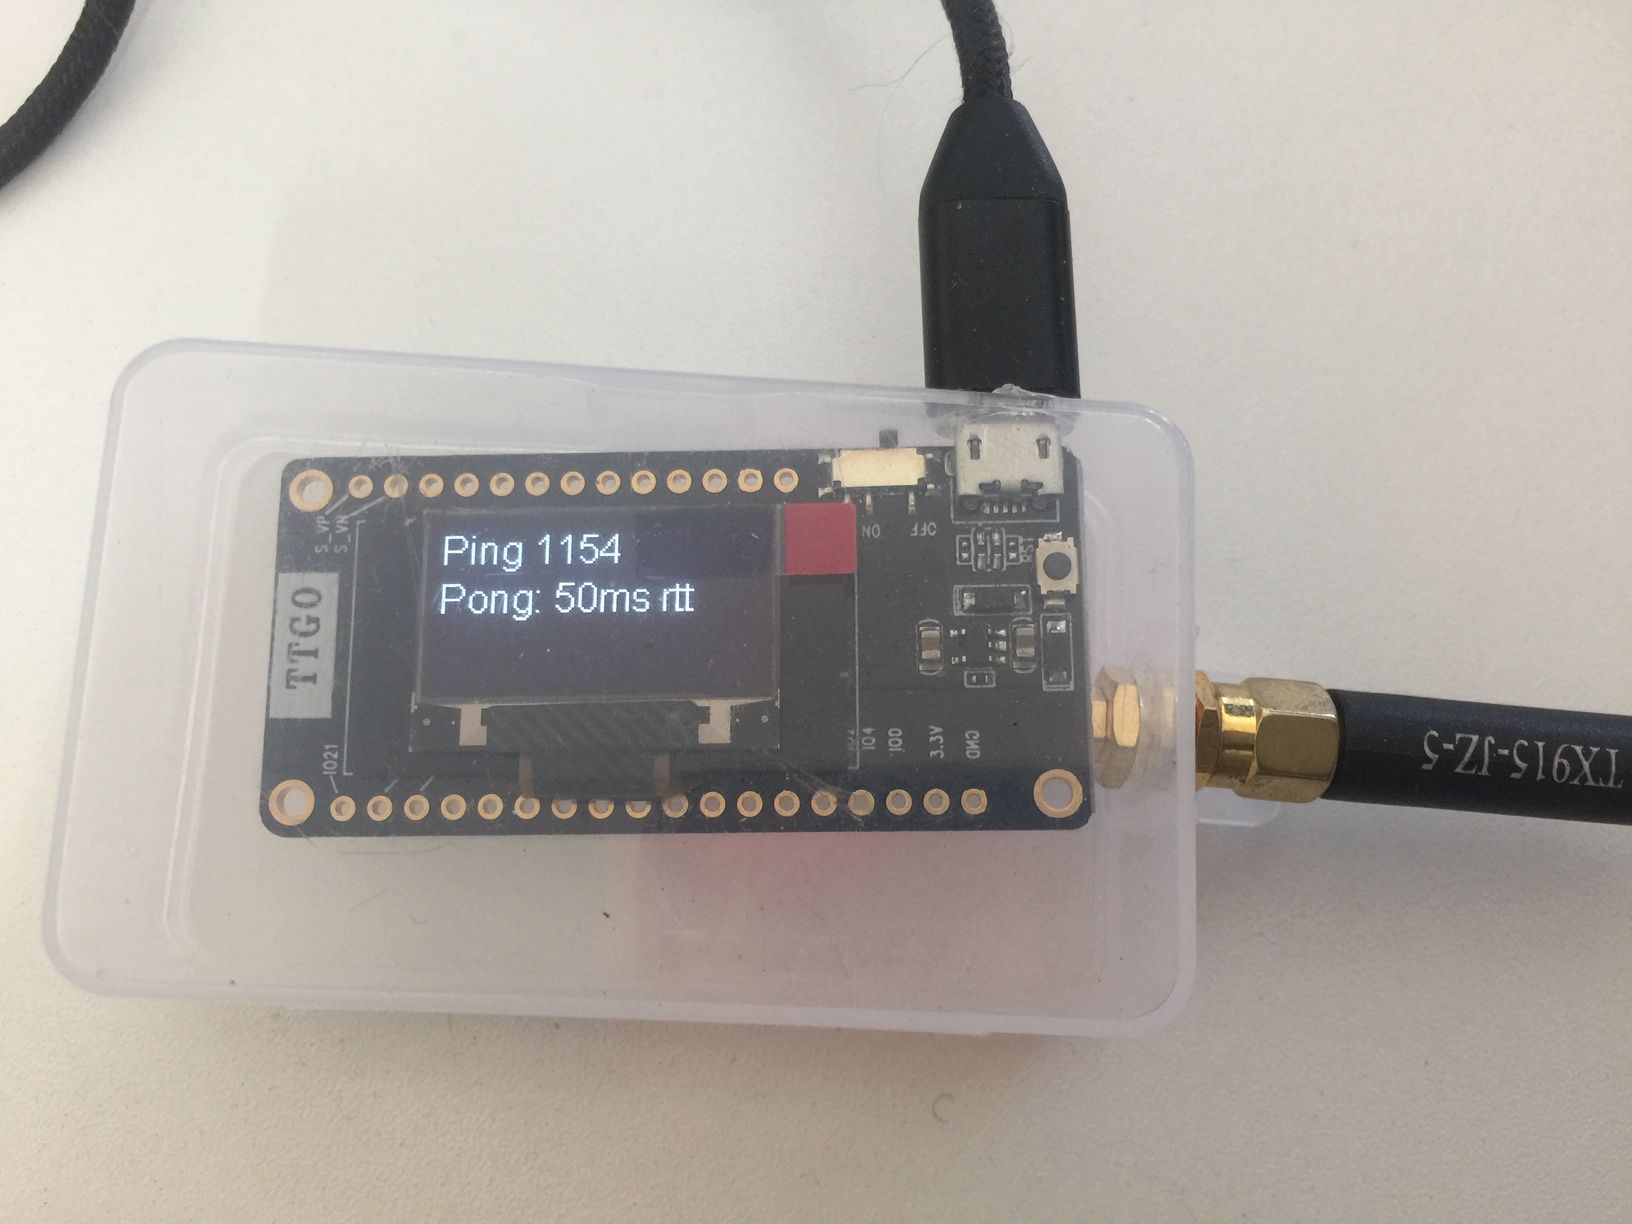 Ping 1154
Pong: 50ms rtt
S_VP
S_VN
TTGO
ON
OFF
RST
IO21
IO4
IO0
3.3V
GND
TX915-JZ-5